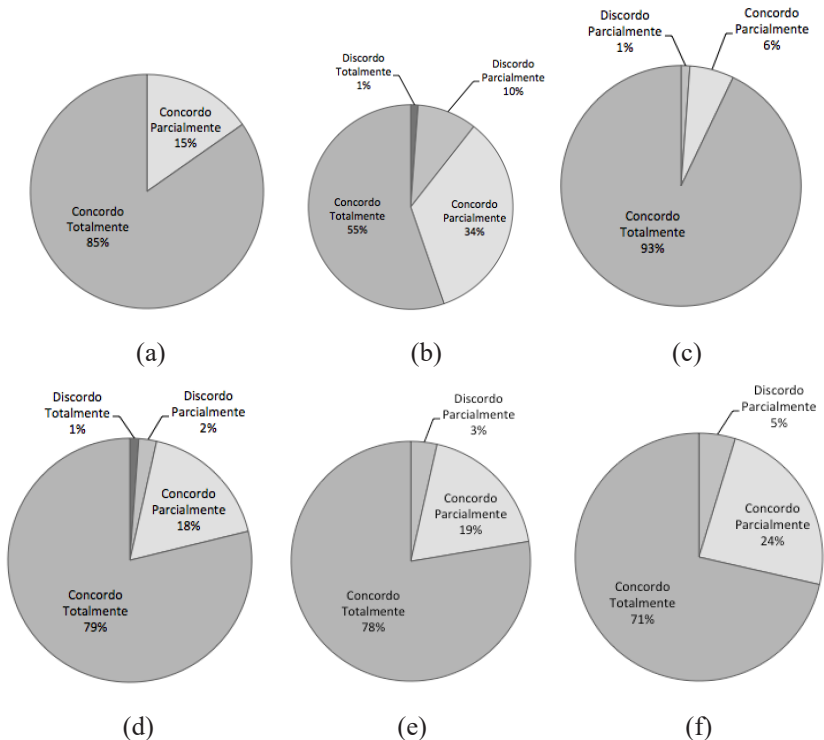 Concordo
Parcialmente
15%
Concordo
Totalmente
85%
(a)
Discordo
Totalmente
1%
Discordo
Parcialmente
10%
Concordo
Totalmente
55%
Concordo
Parcialmente
34%
(b)
Discordo
Parcialmente
1%
Concordo
Parcialmente
6%
Concordo
Totalmente
93%
(c)
Discordo
Totalmente
1%
Discordo
Parcialmente
2%
Concordo
Parcialmente
18%
Concordo
Totalmente
79%
(d)
Discordo
Parcialmente
3%
Concordo
Parcialmente
19%
Concordo
Totalmente
78%
(e)
Discordo
Parcialmente
5%
Concordo
Parcialmente
24%
Concordo
Totalmente
71%
(f)